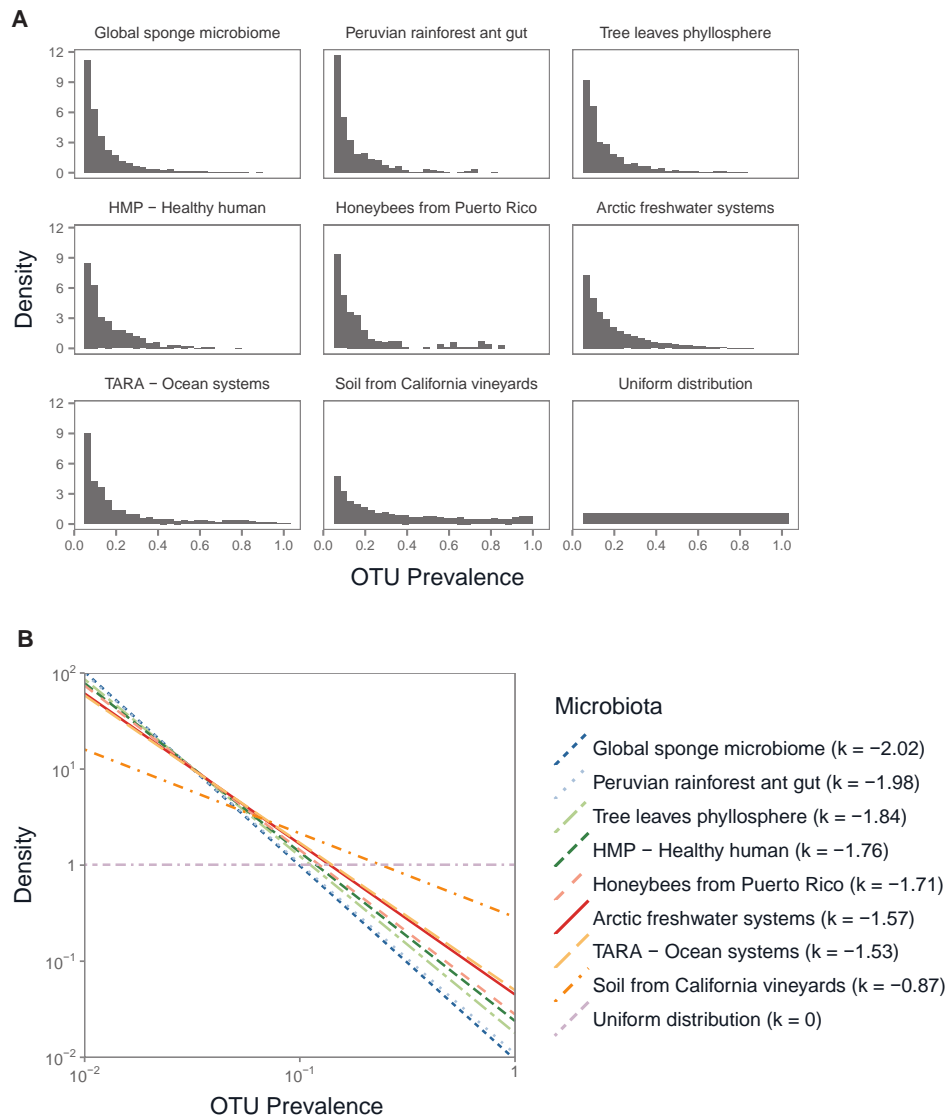 A
Global sponge microbiome
Peruvian rainforest ant gut
Tree leaves phyllosphere
12
9
6
3
0
HMP − Healthy human
Honeybees from Puerto Rico
Arctic freshwater systems
12
9
6
3
0
Density
TARA − Ocean systems
Soil from California vineyards
Uniform distribution
12
9
6
3
0
0.0 0.2 0.4 0.6 0.8 1.0
0.0 0.2 0.4 0.6 0.8 1.0
0.0 0.2 0.4 0.6 0.8 1.0
OTU Prevalence
B
10²
10¹
1
10⁻¹
10⁻²
Density
10⁻² 10⁻¹ 1
OTU Prevalence
Microbiota
Global sponge microbiome (k = −2.02)
Peruvian rainforest ant gut (k = −1.98)
Tree leaves phyllosphere (k = −1.84)
HMP − Healthy human (k = −1.76)
Honeybees from Puerto Rico (k = −1.71)
Arctic freshwater systems (k = −1.57)
TARA − Ocean systems (k = −1.53)
Soil from California vineyards (k = −0.87)
Uniform distribution (k = 0)